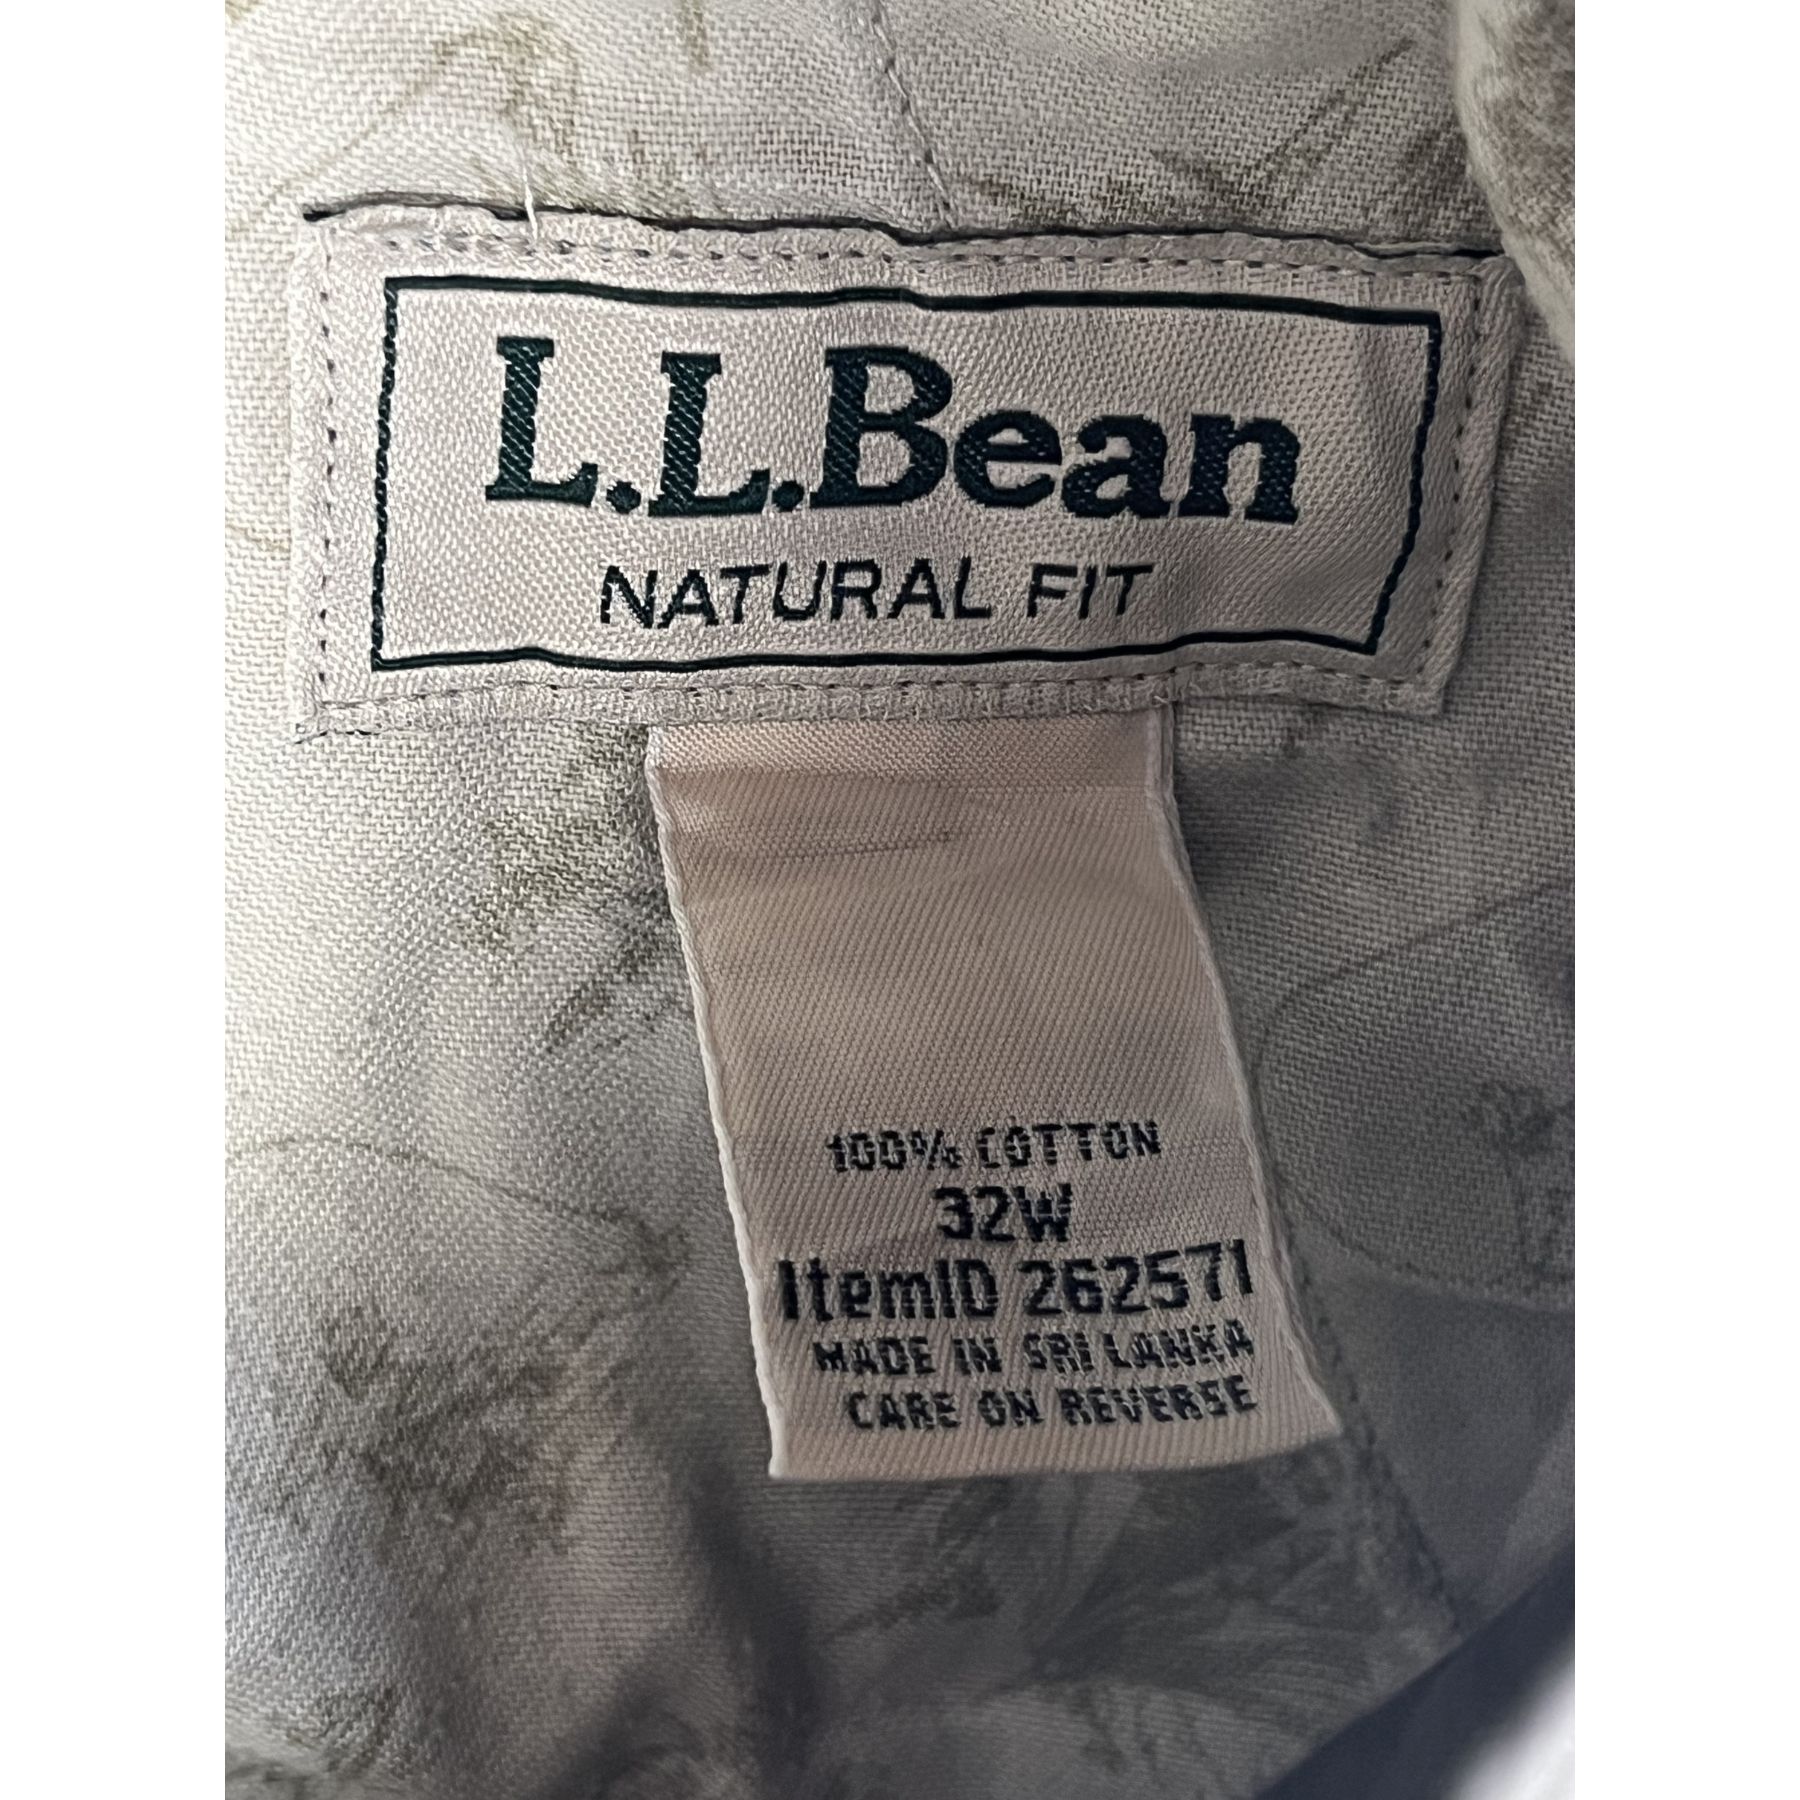 L.L.Bean
NATURAL FIT
100% COTTON
32W
ItemID 262571
MADE IN SRI LANKA
CARE ON REVERSE